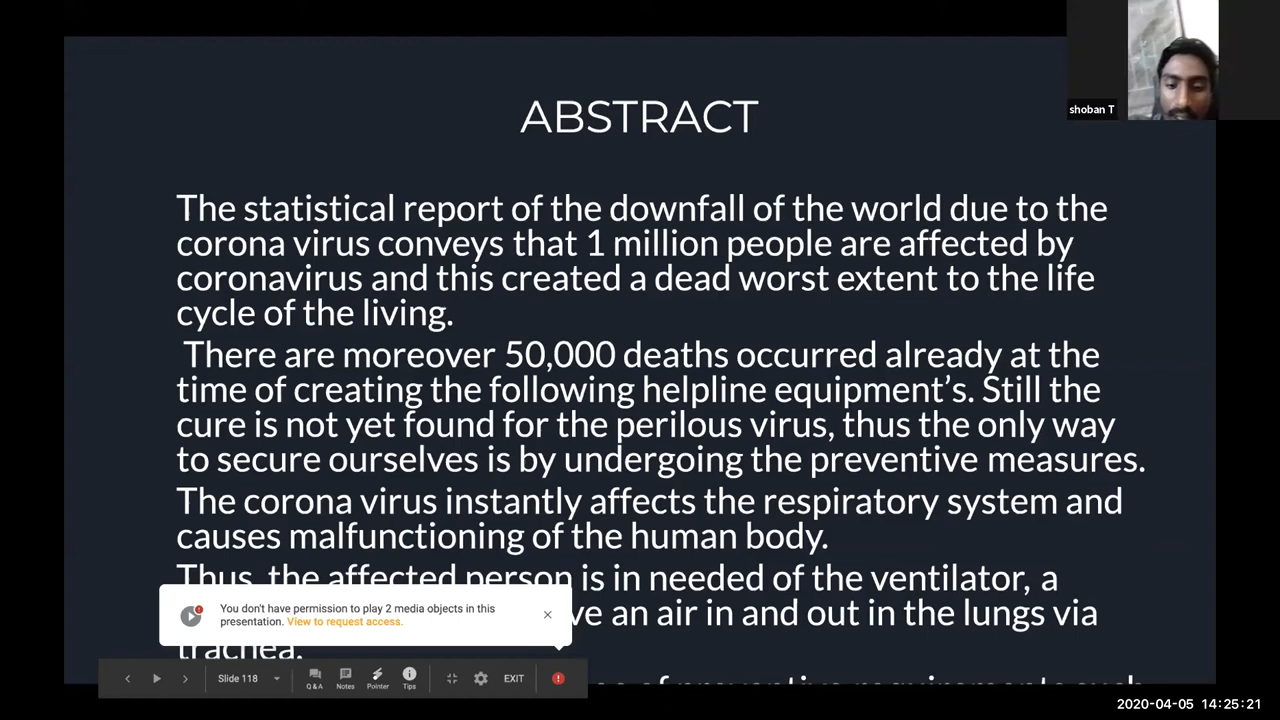 ABSTRACT
shoban T
The statistical report of the downfall of the world due to the
corona virus conveys that 1 million people are affected by
coronavirus and this created a dead worst extent to the life
cycle of the living.
There are moreover 50,000 deaths occurred already at the
time of creating the following helpline equipment’s. Still the
cure is not yet found for the perilous virus, thus the only way
to secure ourselves is by undergoing the preventive measures.
The corona virus instantly affects the respiratory system and
causes malfunctioning of the human body.
Thus, the affected person is in needed of the ventilator, a
an air in and out in the lungs via
trachea.
of preventive requirements such
You don't have permission to play 2 media objects in this
presentation. View to request access.
Slide 118
Q&A
Notes
Pointer
Tips
EXIT
2020-04-05 14:25:21